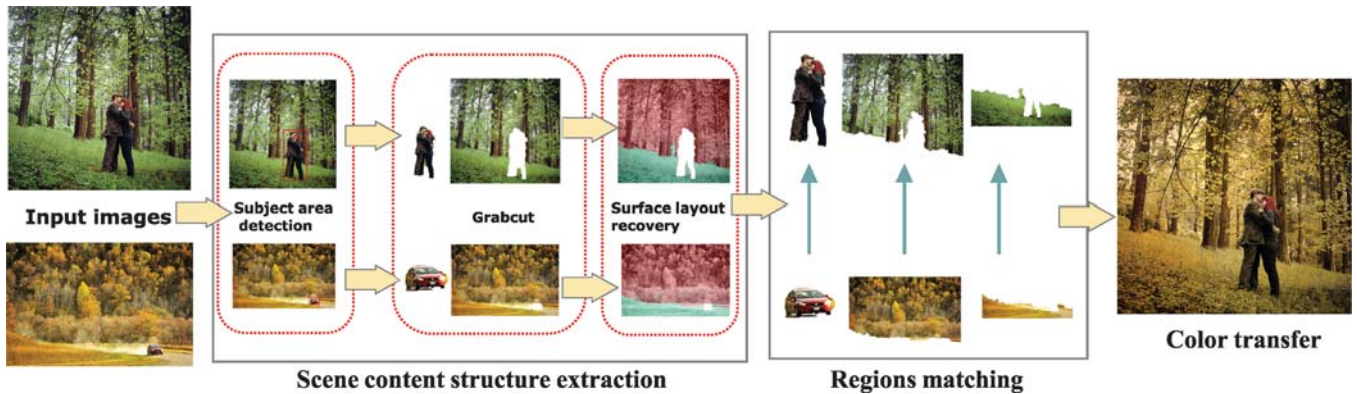 Input images
Subject area
detection
Grabcut
Surface layout
recovery
Scene content structure extraction
Regions matching
Color transfer